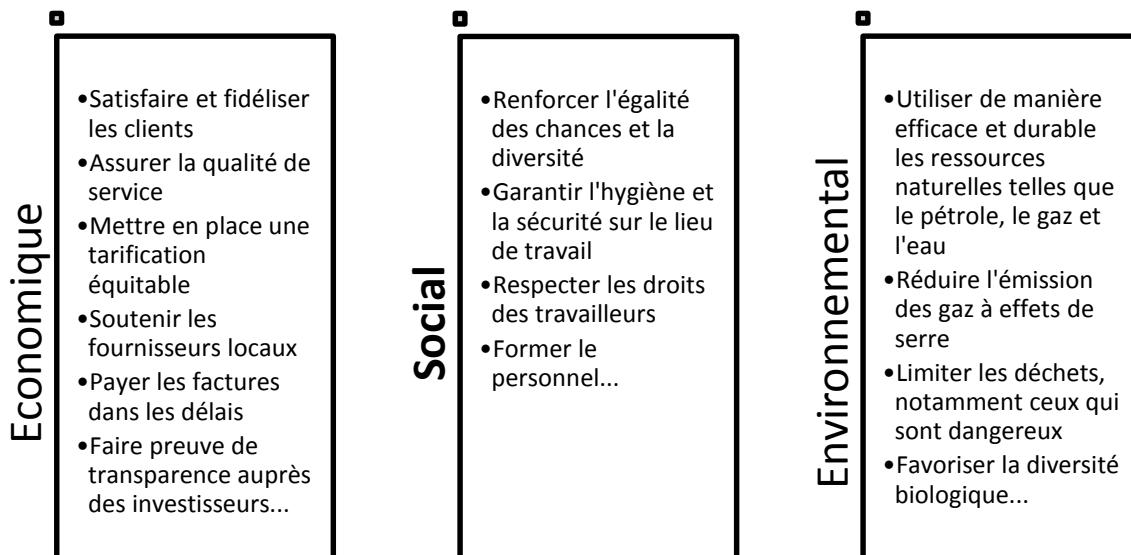 Economique
•Satisfaire et fidéliser
les clients
•Assurer la qualité de
service
•Mettre en place une
tarification
équitable
•Soutenir les
fournisseurs locaux
•Payer les factures
dans les délais
•Faire preuve de
transparence auprès
des investisseurs...
Social
•Renforcer l'égalité
des chances et la
diversité
•Garantir l'hygiène et
la sécurité sur le lieu
de travail
•Respecter les droits
des travailleurs
•Former le
personnel...
Environnemental
•Utiliser de manière
efficace et durable
les ressources
naturelles telles que
le pétrole, le gaz et
l'eau
•Réduire l'émission
des gaz à effets de
serre
•Limiter les déchets,
notamment ceux qui
sont dangereux
•Favoriser la diversité
biologique...